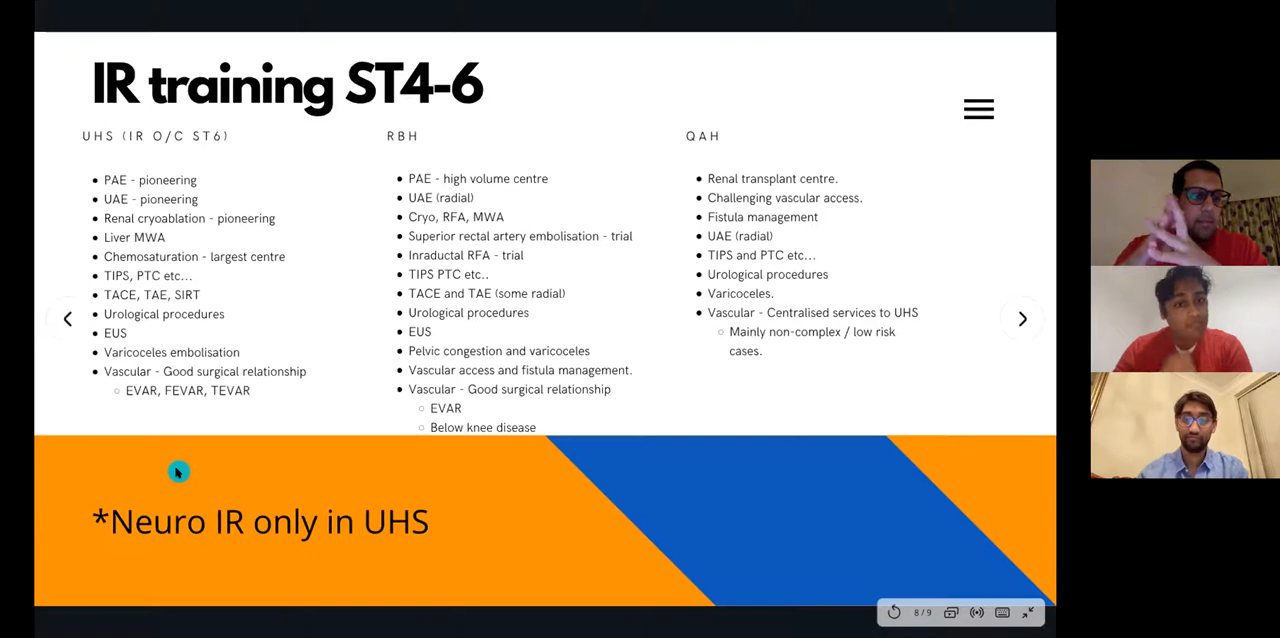 IR training ST4-6
UHS (IR O/C ST6)
PAE - pioneering
UAE - pioneering
Renal cryoablation - pioneering
Liver MWA
Chemosaturation - largest centre
TIPS, PTC etc...
TACE, TAE, SIRT
Urological procedures
EUS
Varicoceles embolisation
Vascular - Good surgical relationship
EVAR, FEVAR, TEVAR
RBH
PAE - high volume centre
UAE (radial)
Cryo, RFA, MWA
Superior rectal artery embolisation - trial
Inraductal RFA - trial
TIPS PTC etc..
TACE and TAE (some radial)
Urological procedures
EUS
Pelvic congestion and varicoceles
Vascular access and fistula management.
Vascular - Good surgical relationship
EVAR
Below knee disease
QAH
Renal transplant centre.
Challenging vascular access.
Fistula management
UAE (radial)
TIPS and PTC etc...
Urological procedures
Varicoceles.
Vascular - Centralised services to UHS
Mainly non-complex / low risk
cases.
*Neuro IR only in UHS
8/9